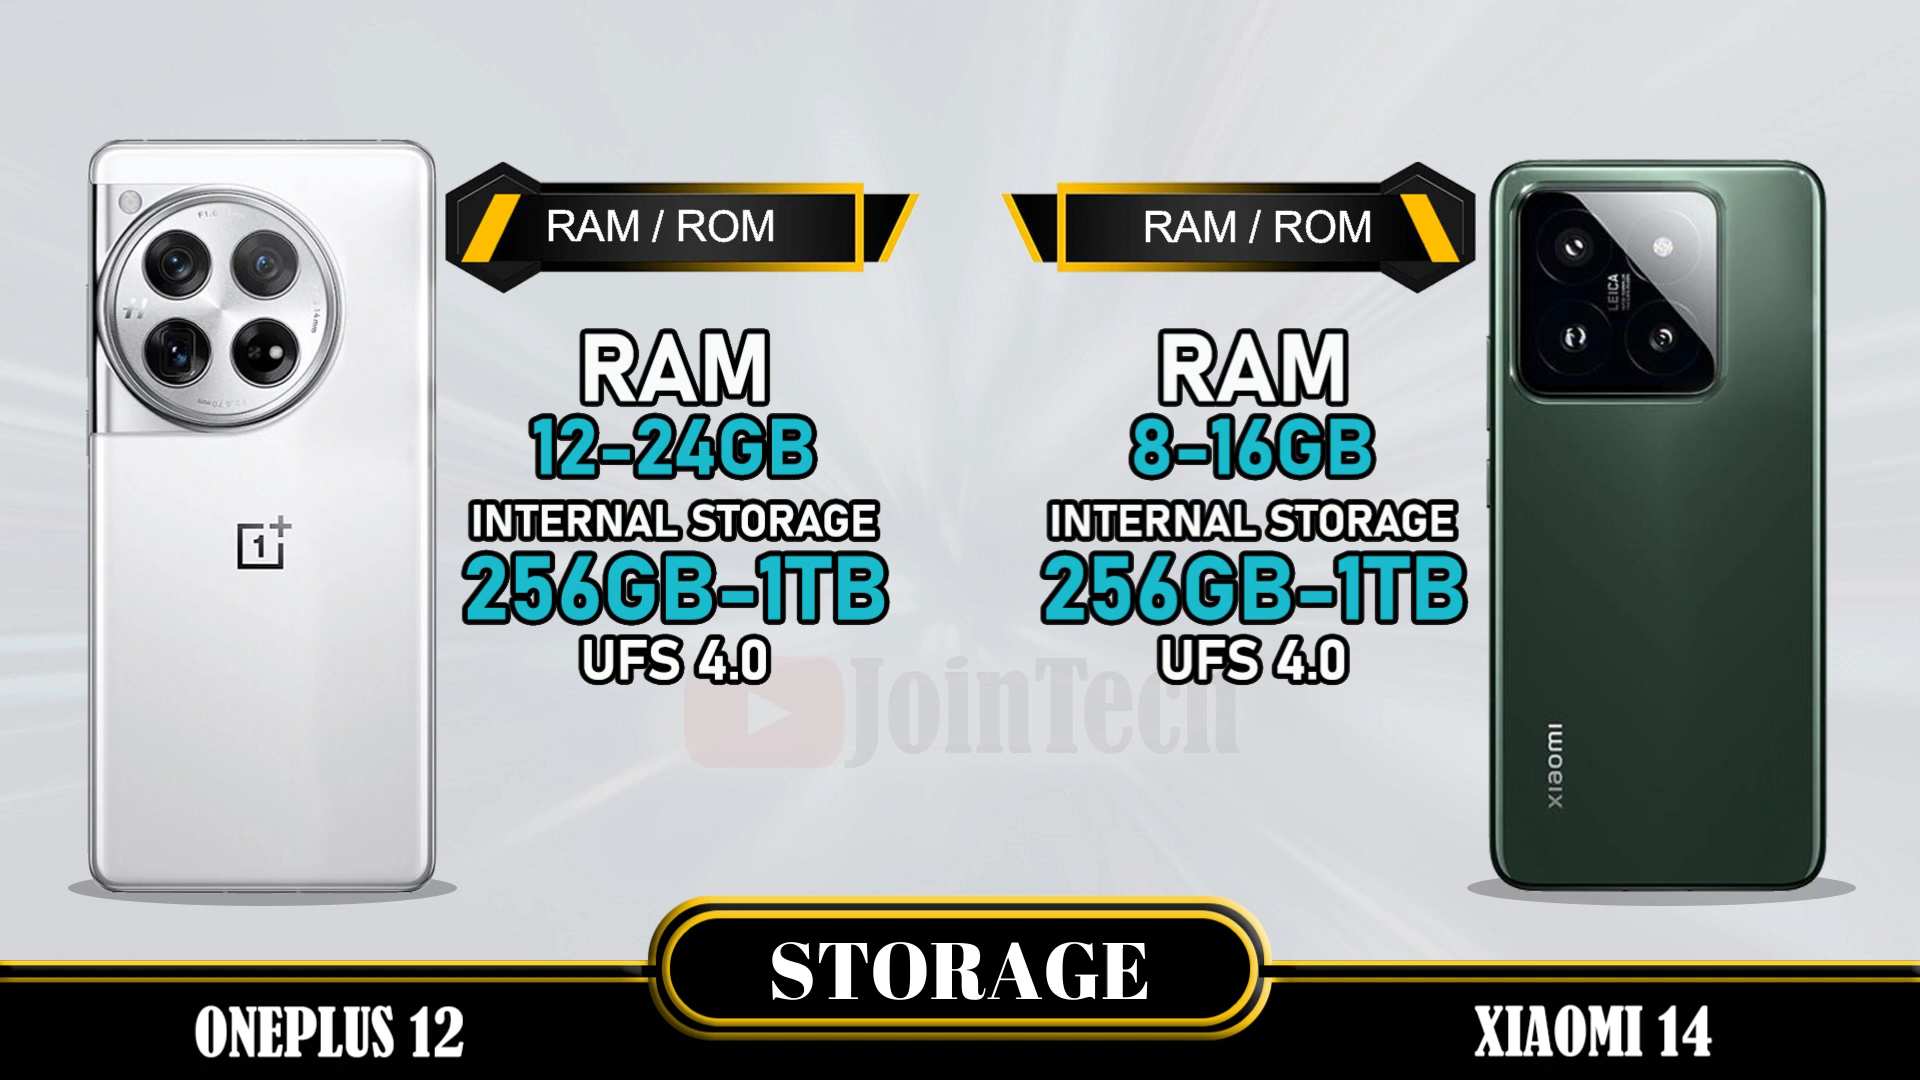 RAM / ROM
RAM
12-24GB
INTERNAL STORAGE
256GB-1TB
UFS 4.0
RAM / ROM
RAM
8-16GB
INTERNAL STORAGE
256GB-1TB
UFS 4.0
JoinTech
LEICA
xiaomi
1+
STORAGE
ONEPLUS 12
XIAOMI 14